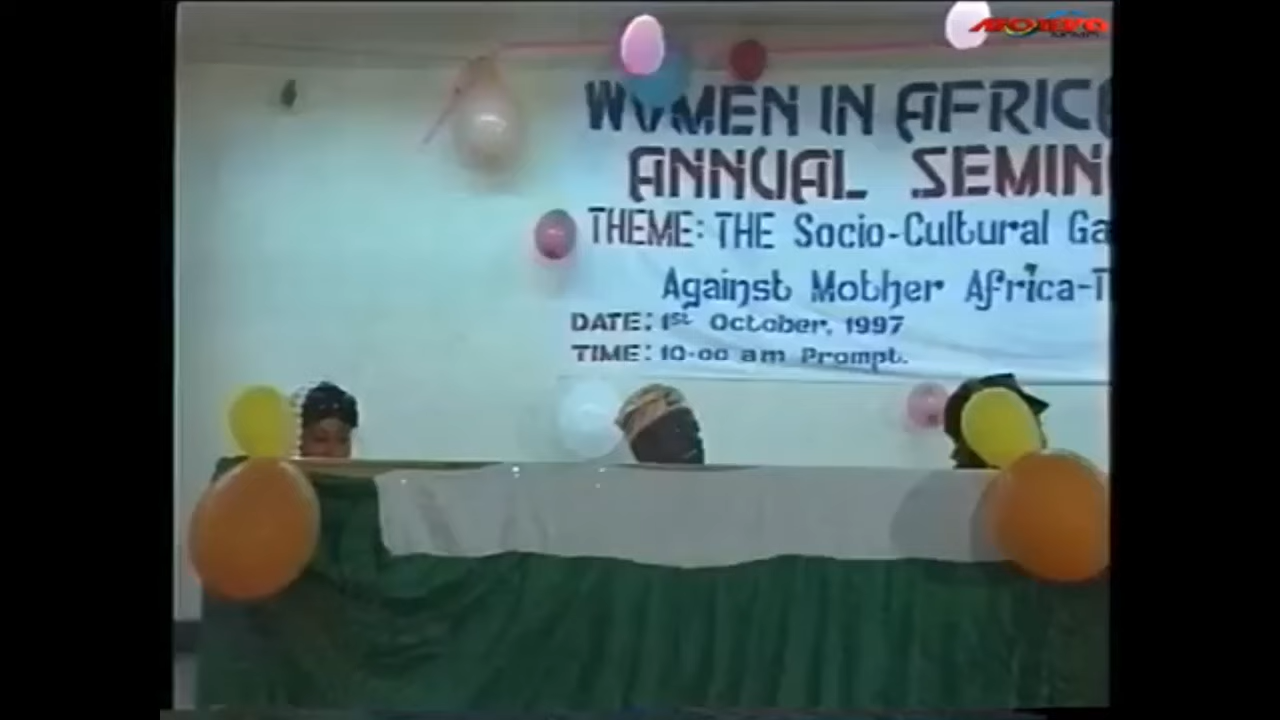 WOMEN IN AFRICA
ANNUAL SEMIN
THEME: THE Socio-Cultural Ga
Against Mother Africa-T
DATE: 1st October, 1997
TIME: 10-00 am Prompt.